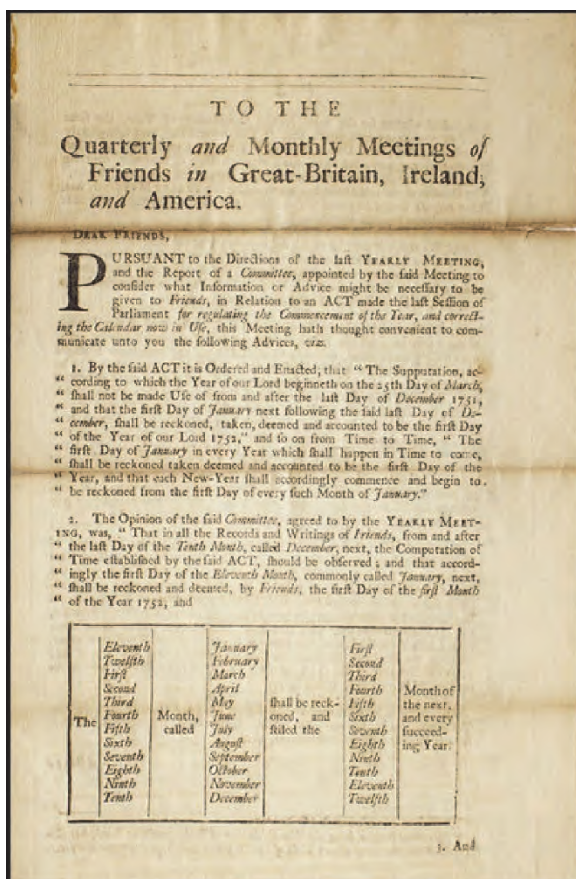 TO THE
Quarterly and Monthly Meetings of
Friends in Great-Britain, Ireland,
and America.
DEAR FRIENDS,
PURSUANT to the Directions of the last YEARLY MEETING,
and the Report of a Committee, appointed by the said Meeting to
consider what Information or Advice might be necessary to be
given to Friends, in Relation to an ACT made the last Session of
Parliament for regulating the Commencement of the Year, and correct-
ing the Calendar now in Use, this Meeting hath thought convenient to com-
municate unto you the following Advices, viz.
1. By the said ACT it is Ordered and Enacted, that “ The Supputation, ac-
“ cording to which the Year of our Lord beginneth on the 25th Day of March,
“ shall not be made Use of from and after the last Day of December 1751,
“ and that the first Day of January next following the said last Day of De-
“ cember, shall be reckoned, taken, deemed and accounted to be the first Day
“ of the Year of our Lord 1752,” and so on from Time to Time, “ The
“ first Day of January in every Year which shall happen in Time to come,
“ shall be reckoned taken deemed and accounted to be the first Day of the
“ Year, and that each New-Year shall accordingly commence and begin to
“ be reckoned from the first Day of every such Month of January.”
2. The Opinion of the said Committee, agreed to by the YEARLY MEET-
ING, was, “ That in all the Records and Writings of Friends, from and after
“ the last Day of the Tenth Month, called December, next, the Computation of
“ Time established by the said ACT, should be observed ; and that accord-
“ ingly the first Day of the Eleventh Month, commonly called January, next,
“ shall be reckoned and deemed, by Friends, the first Day of the first Month
“ of the Year 1752, and
Eleventh January First
Twelfth February Second
First March Third
Second April Fourth Month of
Third May shall be reck- Fifth the next,
The Fourth Month, June oned, and Sixth and every
Fifth called July stiled the Seventh succeed-
Sixth August Eighth ing Year.
Seventh September Ninth
Eighth October Tenth
Ninth November Eleventh
Tenth December Twelfth
3. And